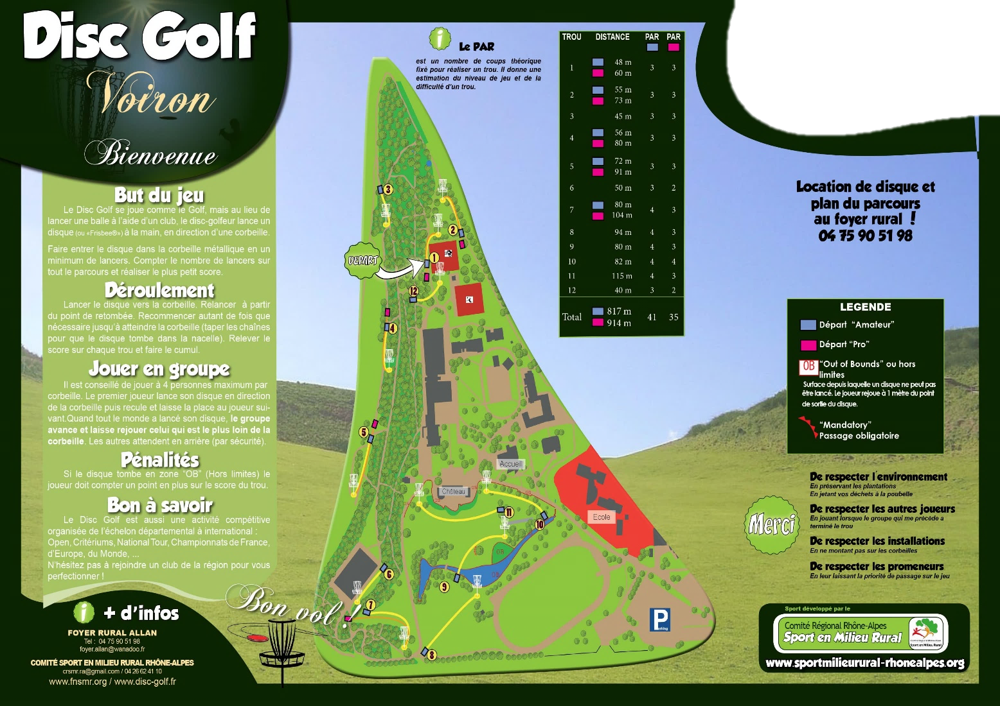 Disc Golf
Voiron
Bienvenue
But du jeu
Le Disc Golf se joue comme le Golf, mais au lieu de
lancer une balle à l'aide d'un club, le disc-golfeur lance un
disque (ou «Frisbee®») à la main, en direction d'une corbeille.
Faire entrer le disque dans la corbeille métallique en un
minimum de lancers. Compter le nombre de lancers sur
tout le parcours et réaliser le plus petit score.
Déroulement
Lancer le disque vers la corbeille. Relancer à partir
du point de retombée. Recommencer autant de fois que
nécessaire jusqu'à atteindre la corbeille (taper les chaînes
pour que le disque tombe dans la nacelle). Relever le
score sur chaque trou et faire le cumul.
Jouer en groupe
Il est conseillé de jouer à 4 personnes maximum par
corbeille. Le premier joueur lance son disque en direction
de la corbeille puis recule et laisse la place au joueur sui-
vant.Quand tout le monde a lancé son disque, le groupe
avance et laisse rejouer celui qui est le plus loin de la
corbeille. Les autres attendent en arrière (par sécurité).
Pénalités
Si le disque tombe en zone "OB" (Hors limites) le
joueur doit compter un point en plus sur le score du trou.
Bon à savoir
Le Disc Golf est aussi une activité compétitive
organisée de l'échelon départemental à international :
Open, Critériums, National Tour, Championnats de France,
d'Europe, du Monde, ...
N'hésitez pas à rejoindre un club de la région pour vous
perfectionner !
Bon vol !
i + d'infos
FOYER RURAL ALLAN
Tel : 04 75 90 51 98
foyer.allan@wanadoo.fr
COMITÉ SPORT EN MILIEU RURAL RHÔNE-ALPES
crsmr.ra@gmail.com / 04 26 62 41 10
www.fnsmr.org / www.disc-golf.fr
i Le PAR
est un nombre de coups théorique
fixé pour réaliser un trou. Il donne une
estimation du niveau de jeu et de la
difficulté d'un trou.
DEPART
3
2
1
12
4
5
Accueil
Château
11
10
Ecole
OB
OB
OB
OB
9
6
7
8
P
Parking
TROU DISTANCE PAR PAR
1 48 m 60 m 3 3
2 55 m 73 m 3 3
3 45 m 3 3
4 56 m 80 m 3 3
5 72 m 91 m 3 3
6 50 m 3 2
7 80 m 104 m 4 3
8 94 m 4 3
9 80 m 4 3
10 82 m 4 4
11 115 m 4 3
12 40 m 3 2
Total 817 m 914 m 41 35
Location de disque et
plan du parcours
au foyer rural !
04 75 90 51 98
LEGENDE
Départ "Amateur"
Départ "Pro"
OB "Out of Bounds" ou hors
limites
Surface depuis laquelle un disque ne peut pas
être lancé. Le joueur rejoue à 1 mètre du point
de sortie du disque.
"Mandatory"
Passage obligatoire
Merci
De respecter l'environnement
En préservant les plantations
En jetant vos déchets à la poubelle
De respecter les autres joueurs
En jouant lorsque le groupe qui me précède a
terminé le trou
De respecter les installations
En ne montant pas sur les corbeilles
De respecter les promeneurs
En leur laissant la priorité de passage sur le jeu
Sport développé par le
Comité Régional Rhône-Alpes
Sport en Milieu Rural
Comité Régional Rhône-Alpes
Sport en Milieu Rural
www.sportmilieurural-rhonealpes.org